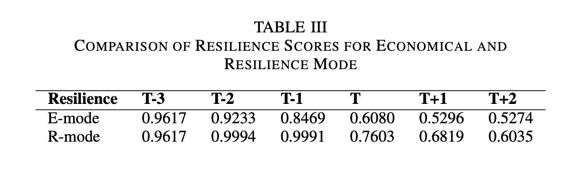 TABLE III
COMPARISON OF RESILIENCE SCORES FOR ECONOMICAL AND
RESILIENCE MODE
Resilience T-3 T-2 T-1 T T+1 T+2
E-mode 0.9617 0.9233 0.8469 0.6080 0.5296 0.5274
R-mode 0.9617 0.9994 0.9991 0.7603 0.6819 0.6035